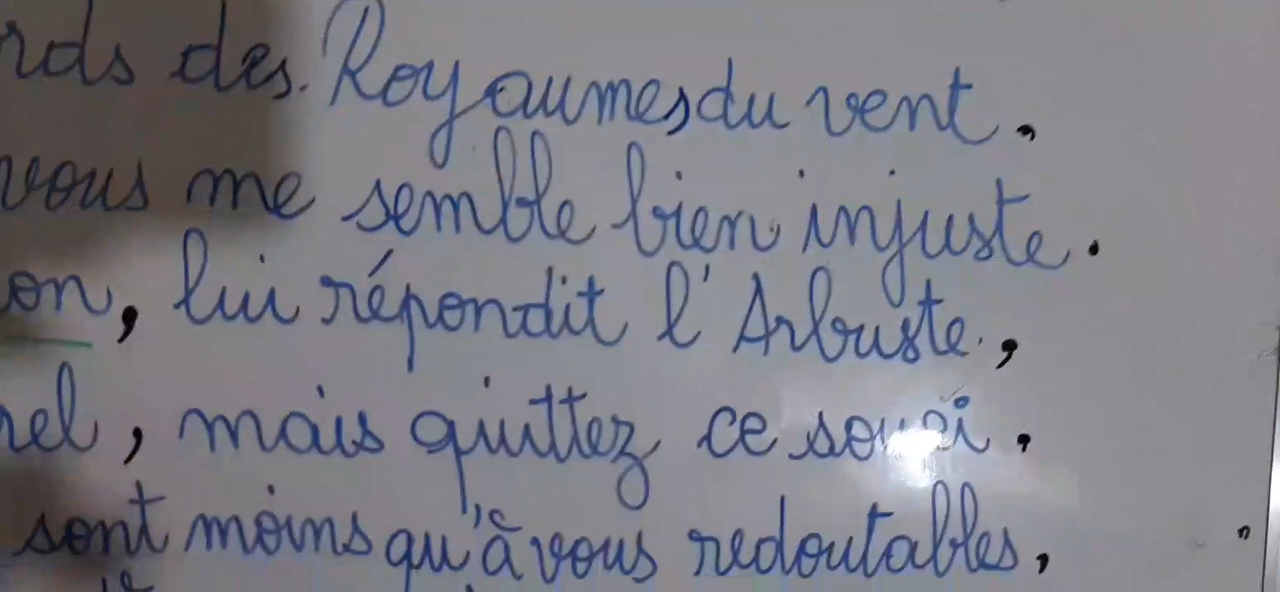 rds des Royaumes du vent.
vous me semble bien injuste.
on, lui répondit l'Arbuste,
rel, mais quittez ce souci.
sont moins qu'à vous redoutables,